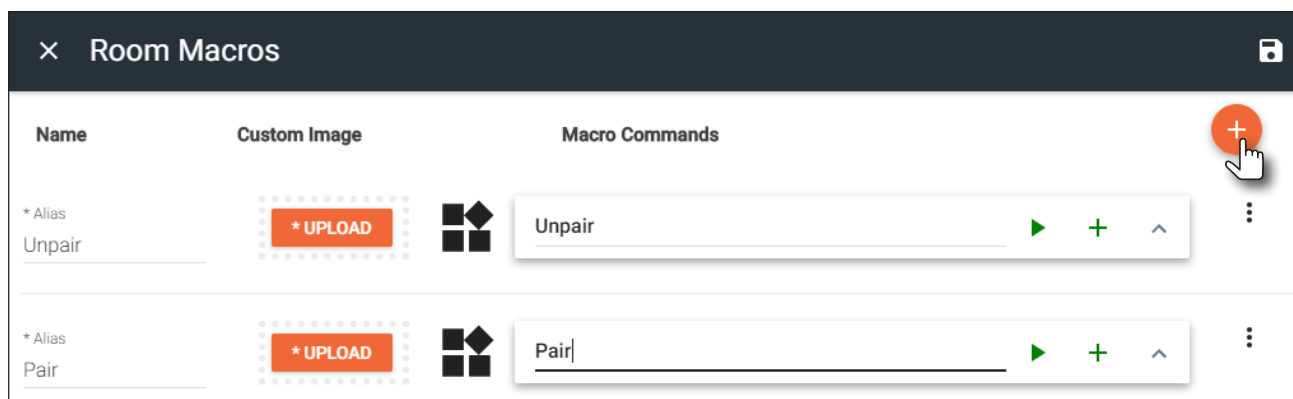 Room Macros
Name Custom Image Macro Commands
* Alias
Unpair
* UPLOAD
Unpair
* Alias
Pair
* UPLOAD
Pair